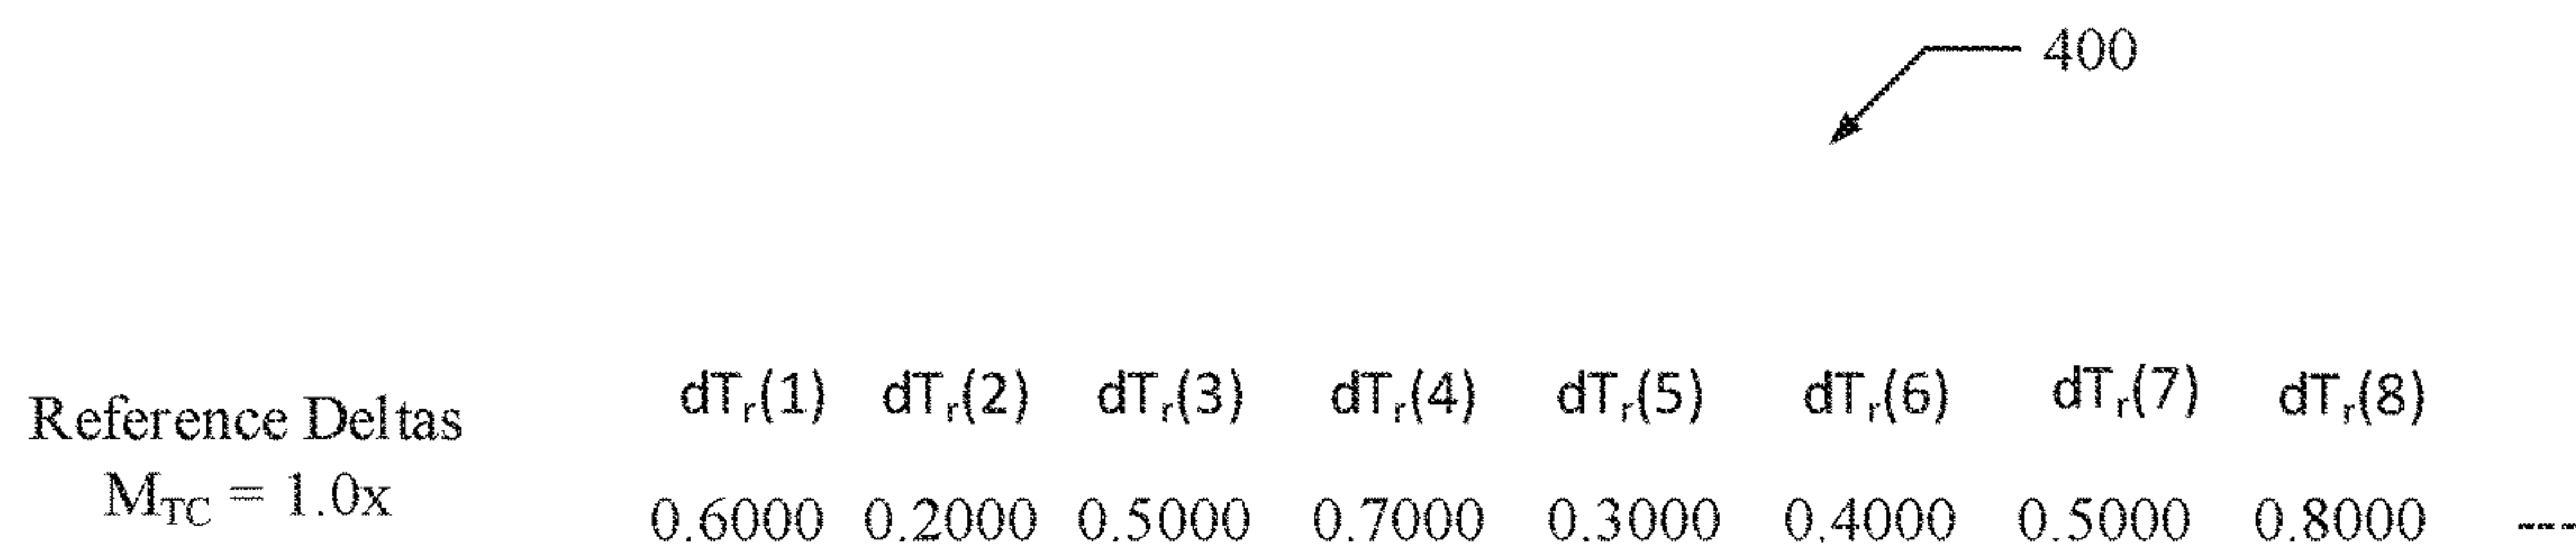 400
dTr(1) dTr(2) dTr(3) dTr(4) dTr(5) dTr(6) dTr(7) dTr(8)
Reference Deltas
MTC = 1.0x
0.6000 0.2000 0.5000 0.7000 0.3000 0.4000 0.5000 0.8000 ---